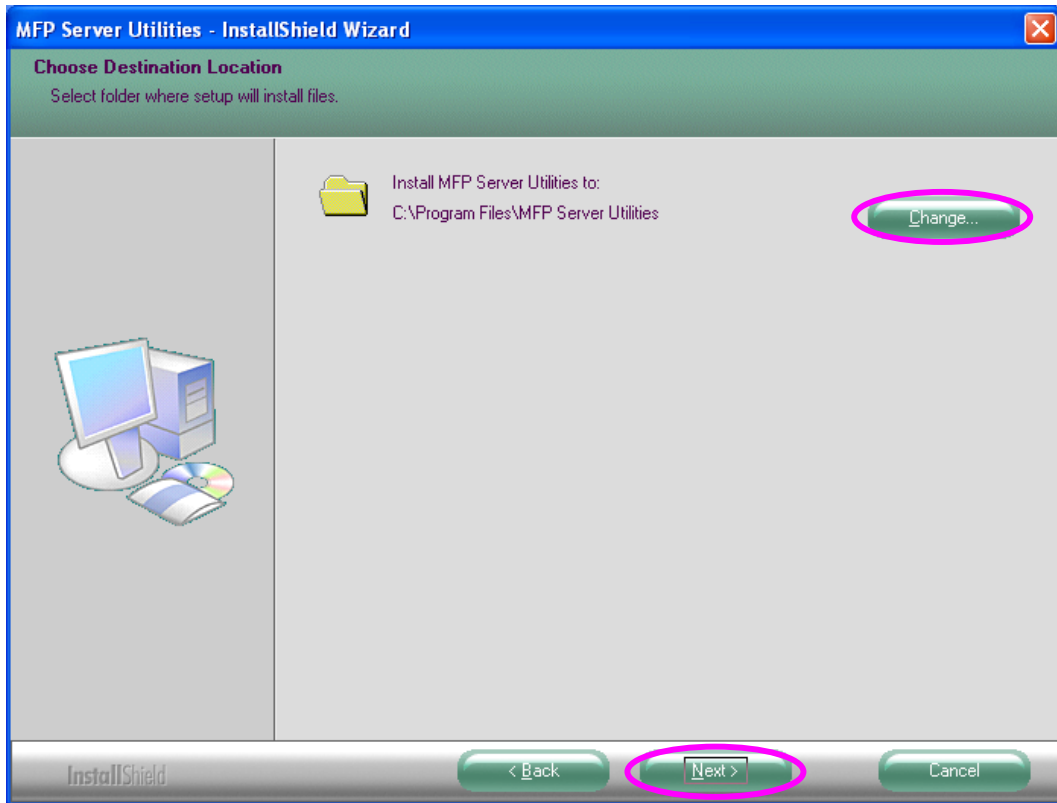 MFP Server Utilities - InstallShield Wizard
Choose Destination Location
Select folder where setup will install files.
Install MFP Server Utilities to:
C:\Program Files\MFP Server Utilities
Change...
InstallShield
< Back
Next >
Cancel